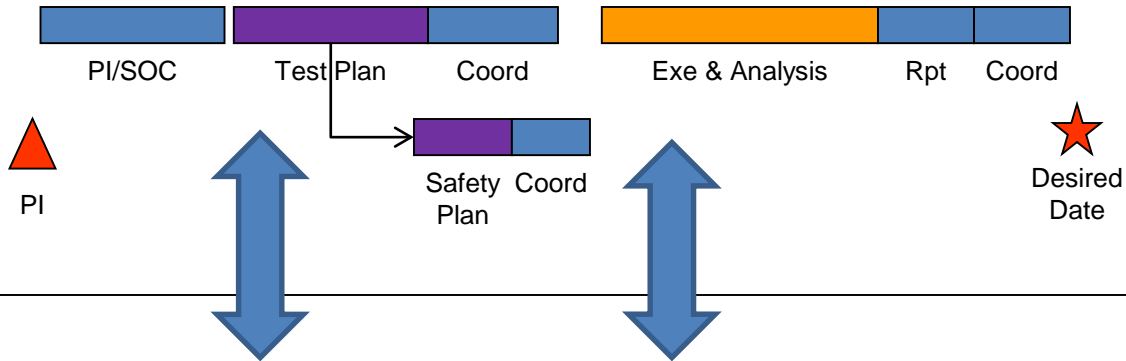 PI/SOC
Test Plan
Coord
Exe & Analysis
Rpt
Coord
PI
Safety
Plan
Coord
Desired
Date